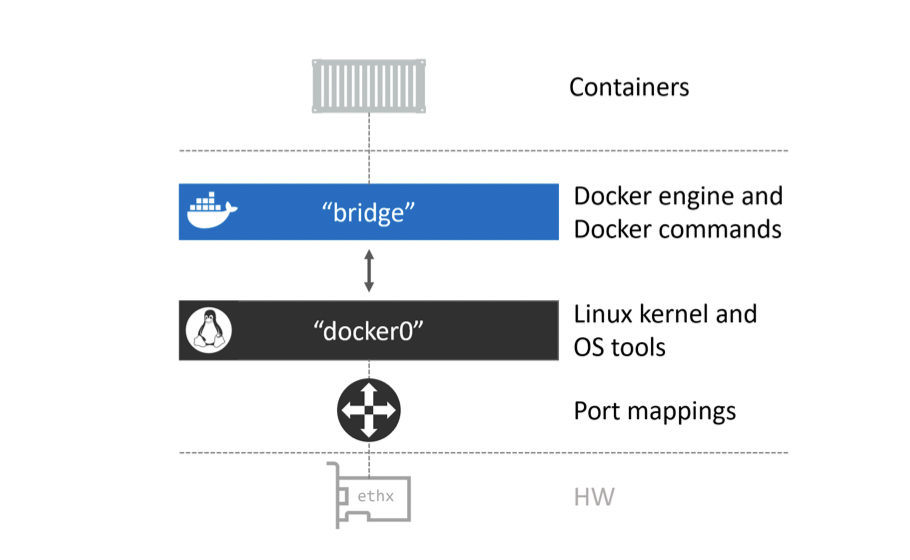 Containers
“bridge”
Docker engine and
Docker commands
“docker0”
Linux kernel and
OS tools
Port mappings
ethx
HW